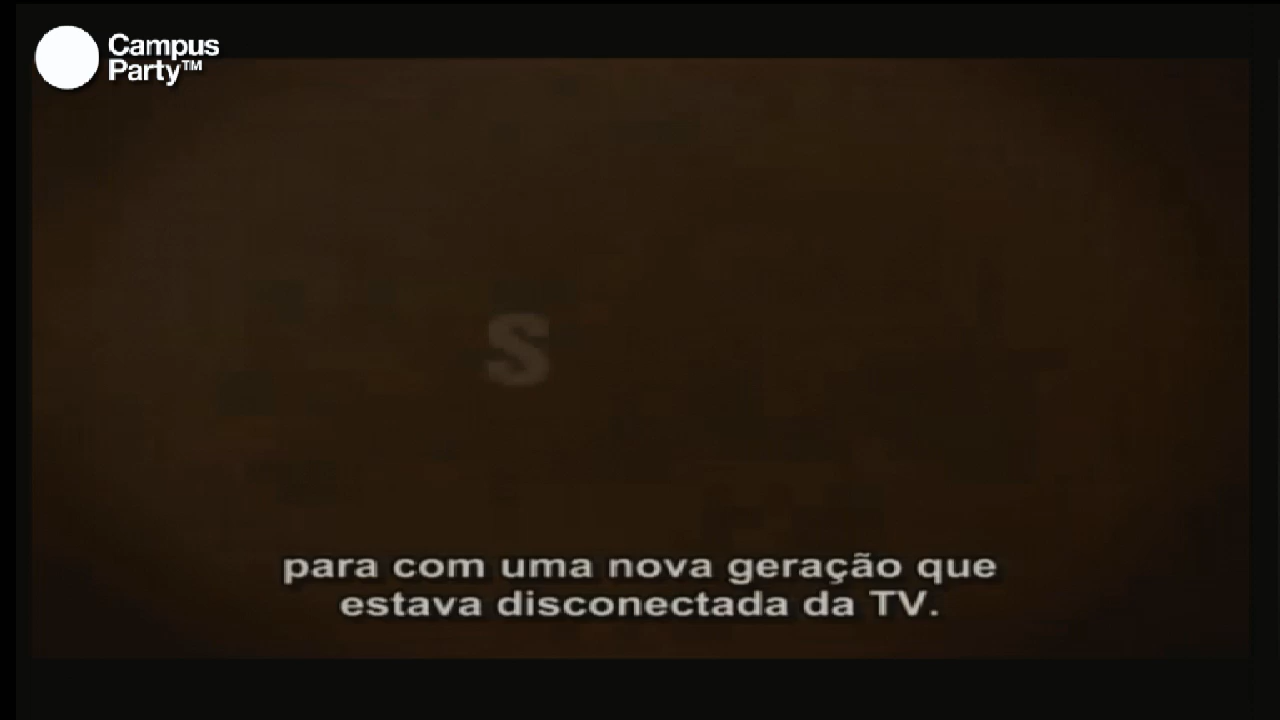 Campus
Party™
S
para com uma nova geração que
estava disconectada da TV.